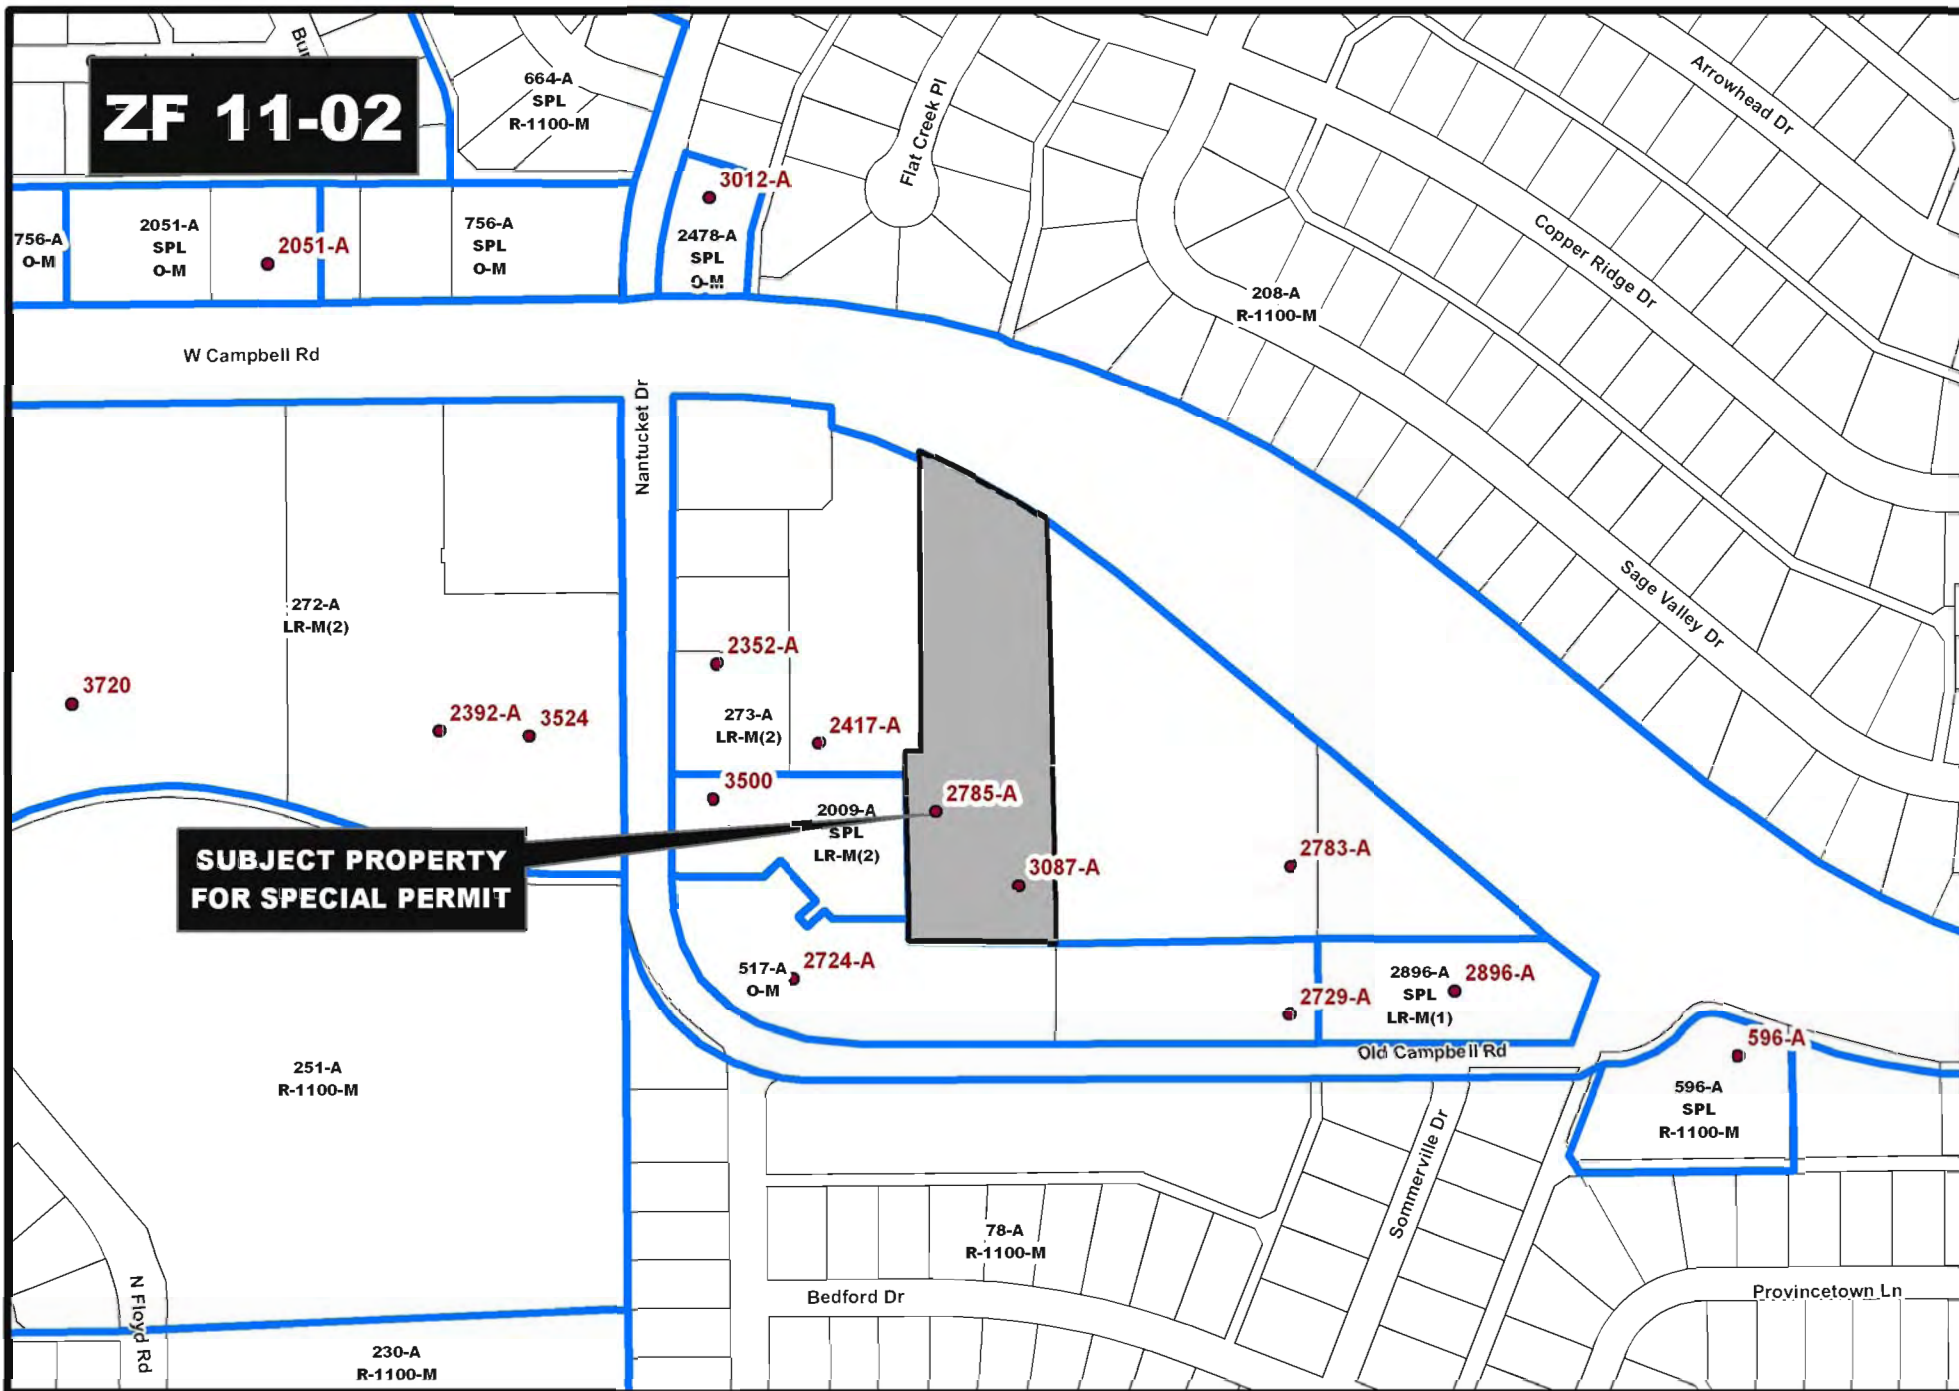 ZF 11-02
664-A
SPL
R-1100-M
Flat Creek Pl
Arrowhead Dr
3012-A
2478-A
SPL
O-M
756-A
O-M
2051-A
SPL
O-M
2051-A
756-A
SPL
O-M
Copper Ridge Dr
208-A
R-1100-M
W Campbell Rd
Nantucket Dr
272-A
LR-M(2)
Sage Valley Dr
3720
2392-A
3524
2352-A
273-A
LR-M(2)
2417-A
3500
2009-A
SPL
LR-M(2)
2785-A
3087-A
2783-A
SUBJECT PROPERTY
FOR SPECIAL PERMIT
517-A
O-M
2724-A
2729-A
2896-A
SPL
LR-M(1)
2896-A
Old Campbell Rd
596-A
596-A
SPL
R-1100-M
251-A
R-1100-M
Sommerville Dr
78-A
R-1100-M
Bedford Dr
Provincetown Ln
N Floyd Rd
230-A
R-1100-M